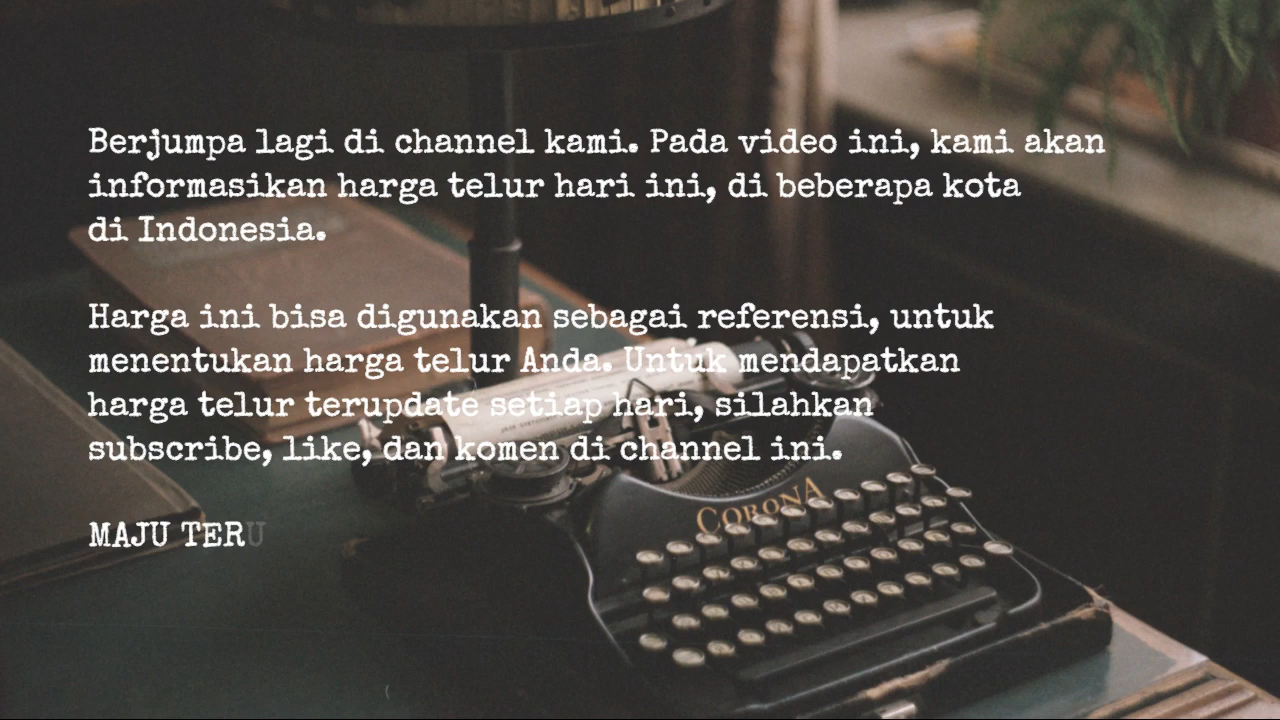 Berjumpa lagi di channel kami. Pada video ini, kami akan
informasikan harga telur hari ini, di beberapa kota
di Indonesia.
Harga ini bisa digunakan sebagai referensi, untuk
menentukan harga telur Anda. Untuk mendapatkan
harga telur terupdate setiap hari, silahkan
subscribe, like, dan komen di channel ini.
MAJU TERU
CORONA